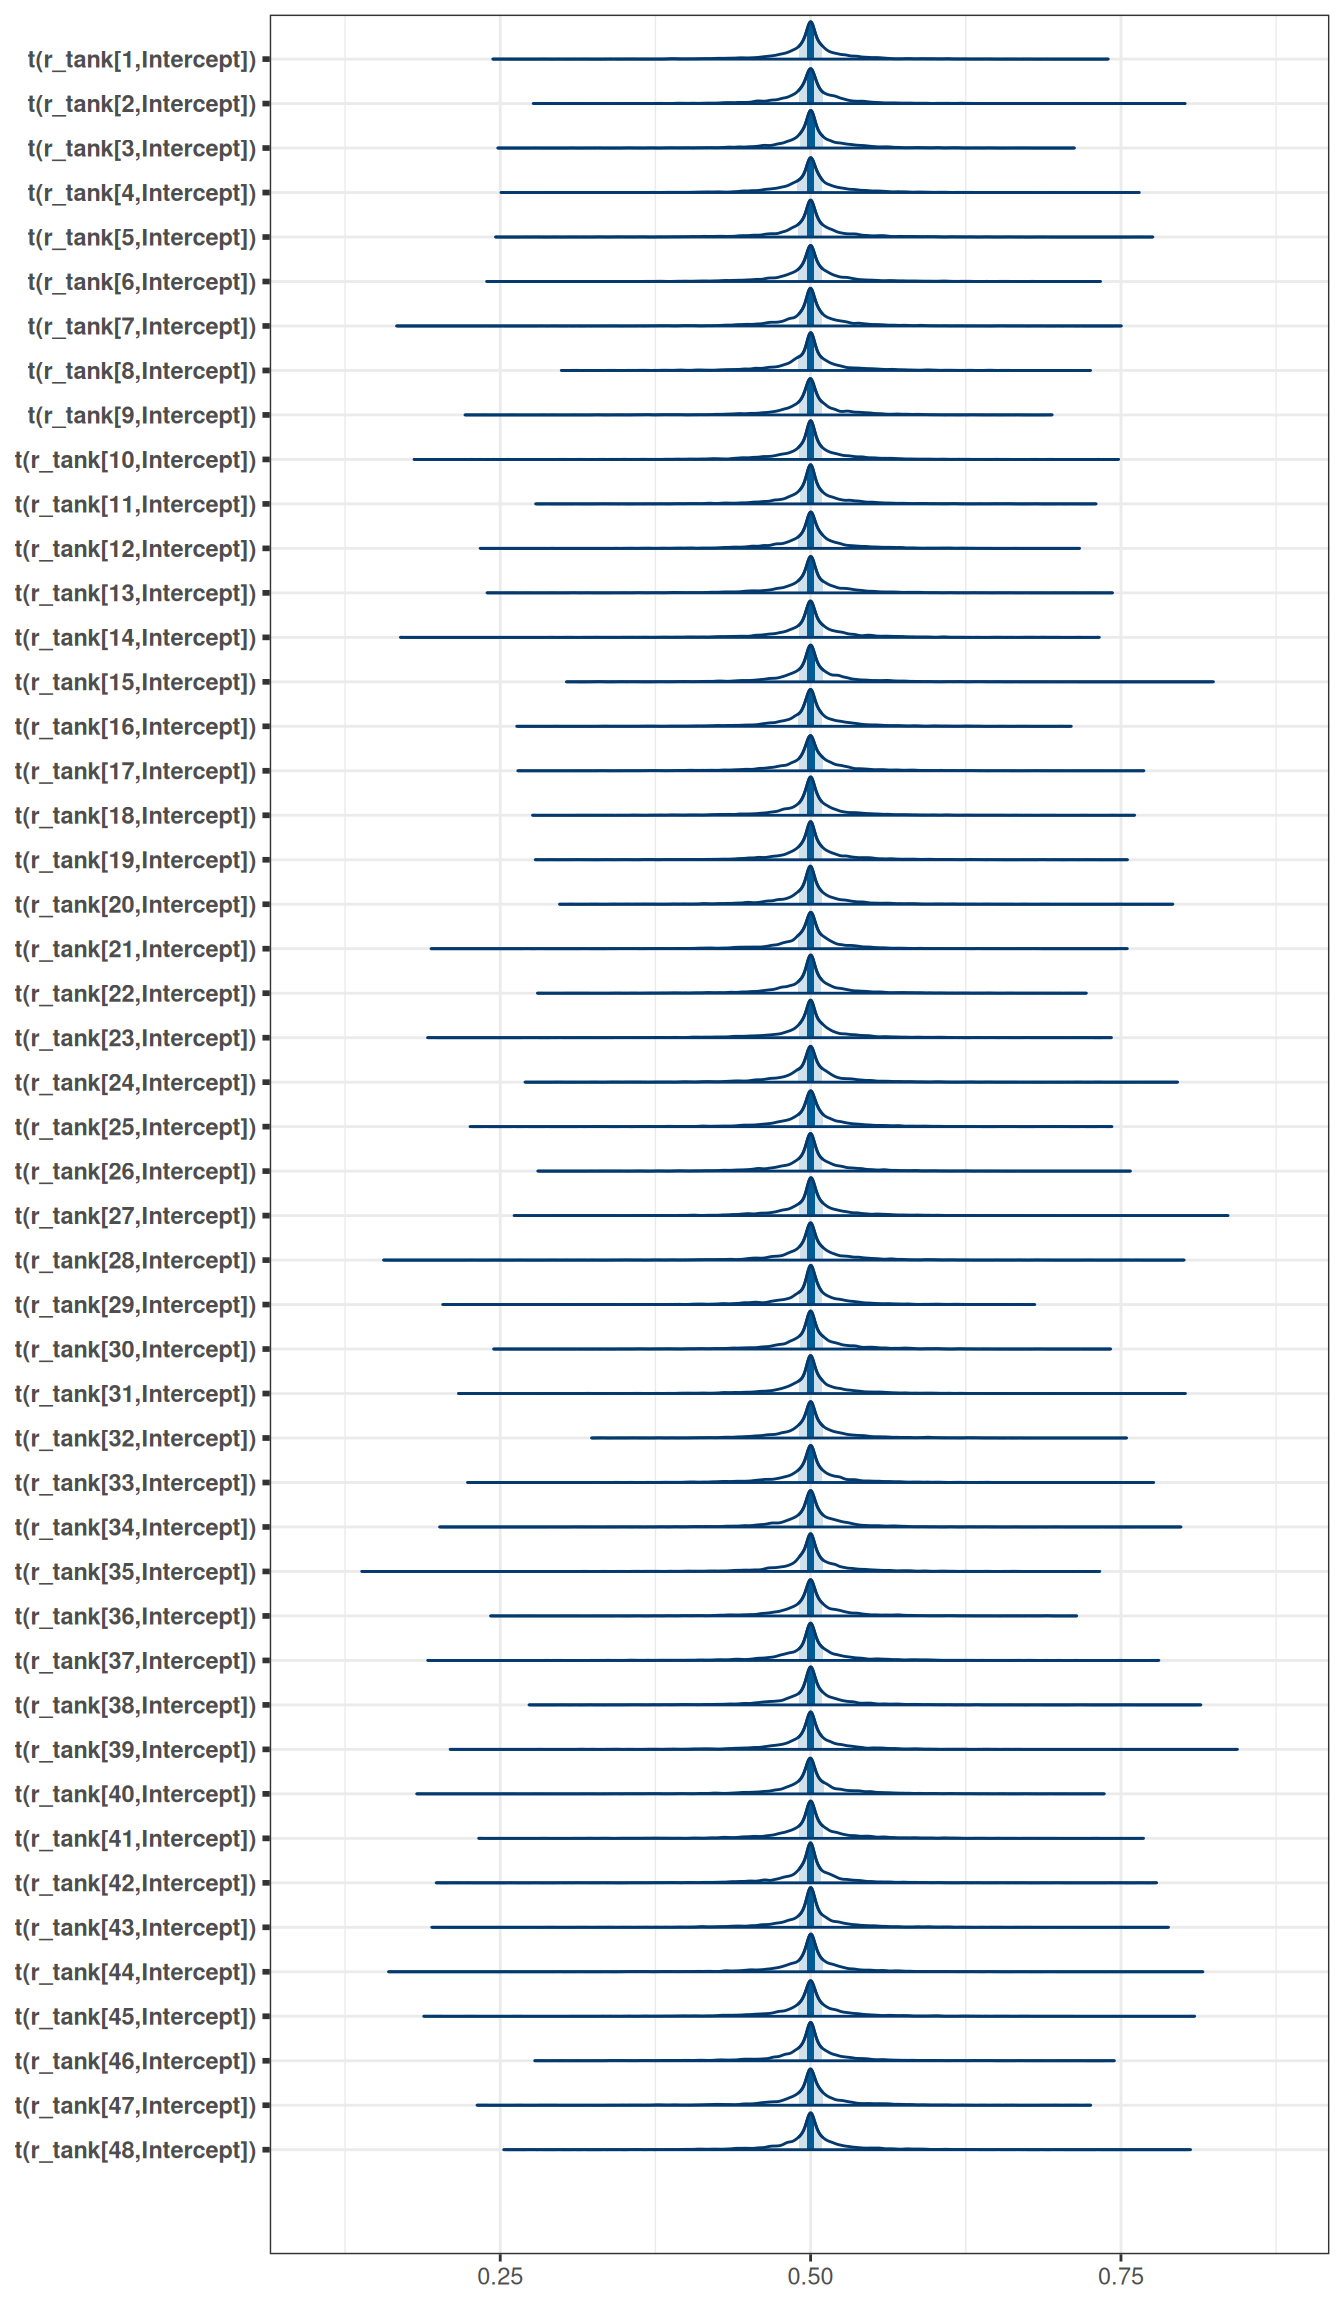 t(r_tank[1,Intercept])
t(r_tank[2,Intercept])
t(r_tank[3,Intercept])
t(r_tank[4,Intercept])
t(r_tank[5,Intercept])
t(r_tank[6,Intercept])
t(r_tank[7,Intercept])
t(r_tank[8,Intercept])
t(r_tank[9,Intercept])
t(r_tank[10,Intercept])
t(r_tank[11,Intercept])
t(r_tank[12,Intercept])
t(r_tank[13,Intercept])
t(r_tank[14,Intercept])
t(r_tank[15,Intercept])
t(r_tank[16,Intercept])
t(r_tank[17,Intercept])
t(r_tank[18,Intercept])
t(r_tank[19,Intercept])
t(r_tank[20,Intercept])
t(r_tank[21,Intercept])
t(r_tank[22,Intercept])
t(r_tank[23,Intercept])
t(r_tank[24,Intercept])
t(r_tank[25,Intercept])
t(r_tank[26,Intercept])
t(r_tank[27,Intercept])
t(r_tank[28,Intercept])
t(r_tank[29,Intercept])
t(r_tank[30,Intercept])
t(r_tank[31,Intercept])
t(r_tank[32,Intercept])
t(r_tank[33,Intercept])
t(r_tank[34,Intercept])
t(r_tank[35,Intercept])
t(r_tank[36,Intercept])
t(r_tank[37,Intercept])
t(r_tank[38,Intercept])
t(r_tank[39,Intercept])
t(r_tank[40,Intercept])
t(r_tank[41,Intercept])
t(r_tank[42,Intercept])
t(r_tank[43,Intercept])
t(r_tank[44,Intercept])
t(r_tank[45,Intercept])
t(r_tank[46,Intercept])
t(r_tank[47,Intercept])
t(r_tank[48,Intercept])
0.25 0.50 0.75